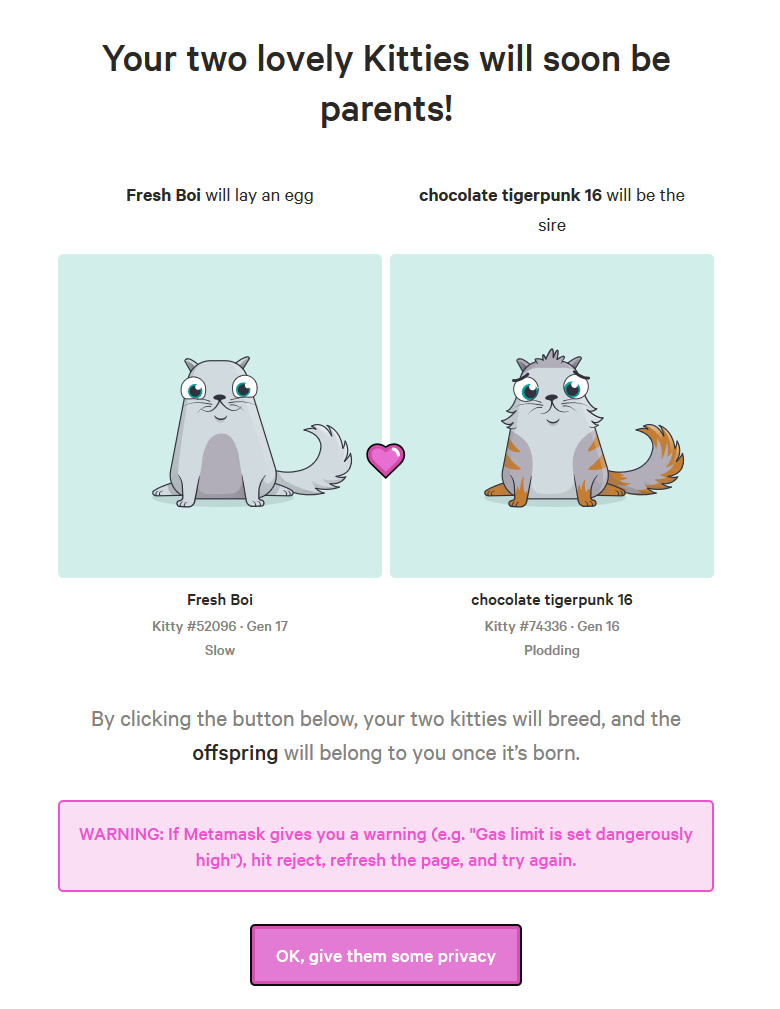 Your two lovely Kitties will soon be
parents!
Fresh Boi will lay an egg
chocolate tigerpunk 16 will be the
sire
Fresh Boi
Kitty #52096 · Gen 17
Slow
chocolate tigerpunk 16
Kitty #74336 · Gen 16
Plodding
By clicking the button below, your two kitties will breed, and the
offspring will belong to you once it’s born.
WARNING: If Metamask gives you a warning (e.g. "Gas limit is set dangerously
high"), hit reject, refresh the page, and try again.
OK, give them some privacy